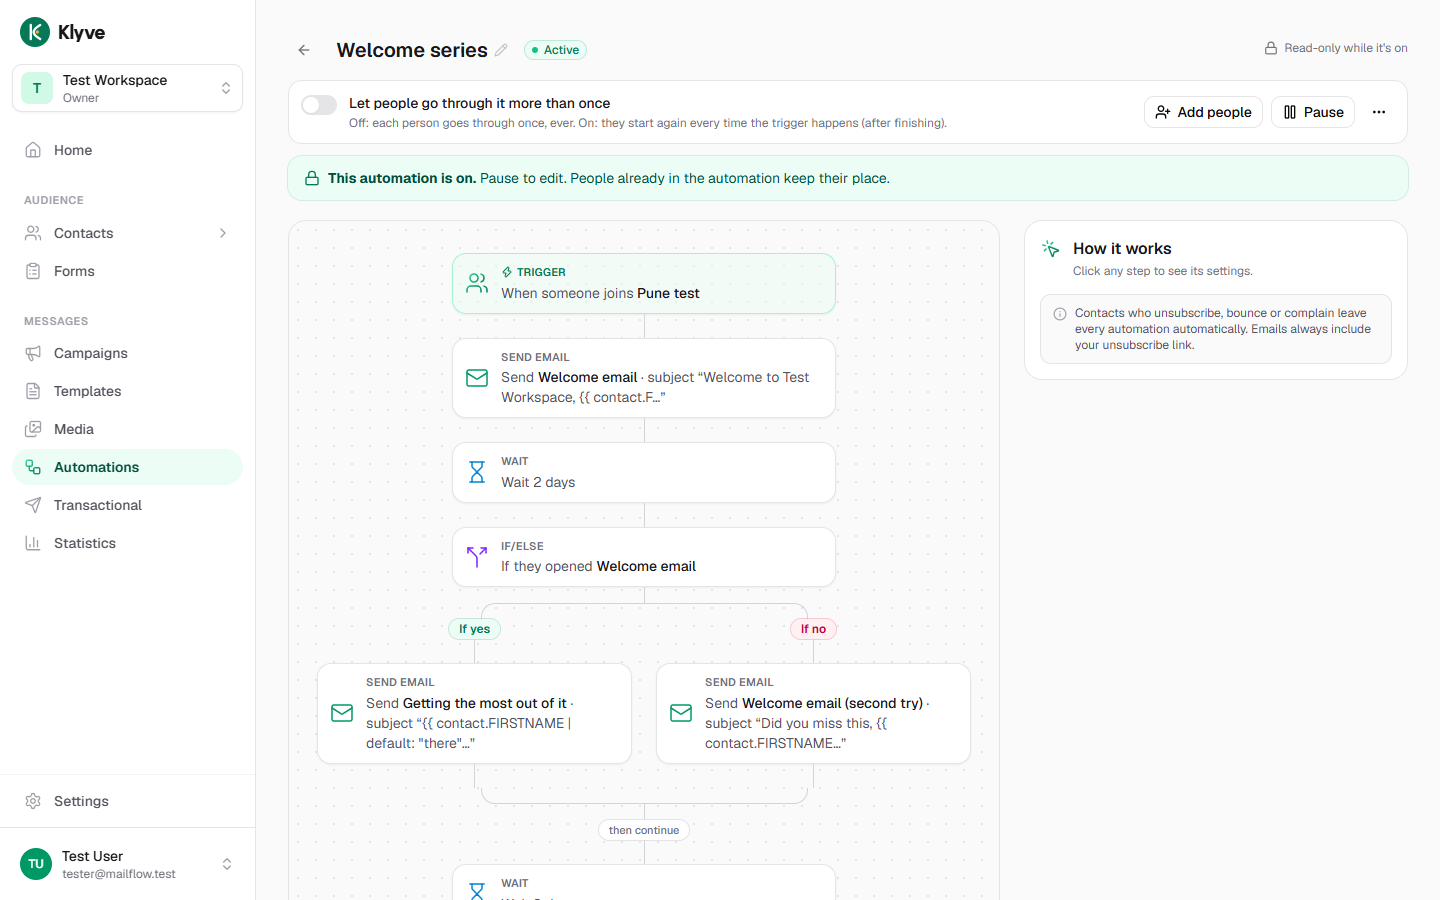 Klyve
T
Test Workspace
Owner
Home
AUDIENCE
Contacts
Forms
MESSAGES
Campaigns
Templates
Media
Automations
Transactional
Statistics
Settings
TU
Test User
tester@mailflow.test
Welcome series
Active
Read-only while it's on
Let people go through it more than once
Off: each person goes through once, ever. On: they start again every time the trigger happens (after finishing).
Add people
Pause
This automation is on. Pause to edit. People already in the automation keep their place.
TRIGGER
When someone joins Pune test
SEND EMAIL
Send Welcome email · subject “Welcome to Test
Workspace, {{ contact.F…”
WAIT
Wait 2 days
IF/ELSE
If they opened Welcome email
If yes
If no
SEND EMAIL
Send Getting the most out of it ·
subject “{{ contact.FIRSTNAME |
default: "there"…”
SEND EMAIL
Send Welcome email (second try) ·
subject “Did you miss this, {{
contact.FIRSTNAME…”
then continue
WAIT
How it works
Click any step to see its settings.
Contacts who unsubscribe, bounce or complain leave
every automation automatically. Emails always include
your unsubscribe link.